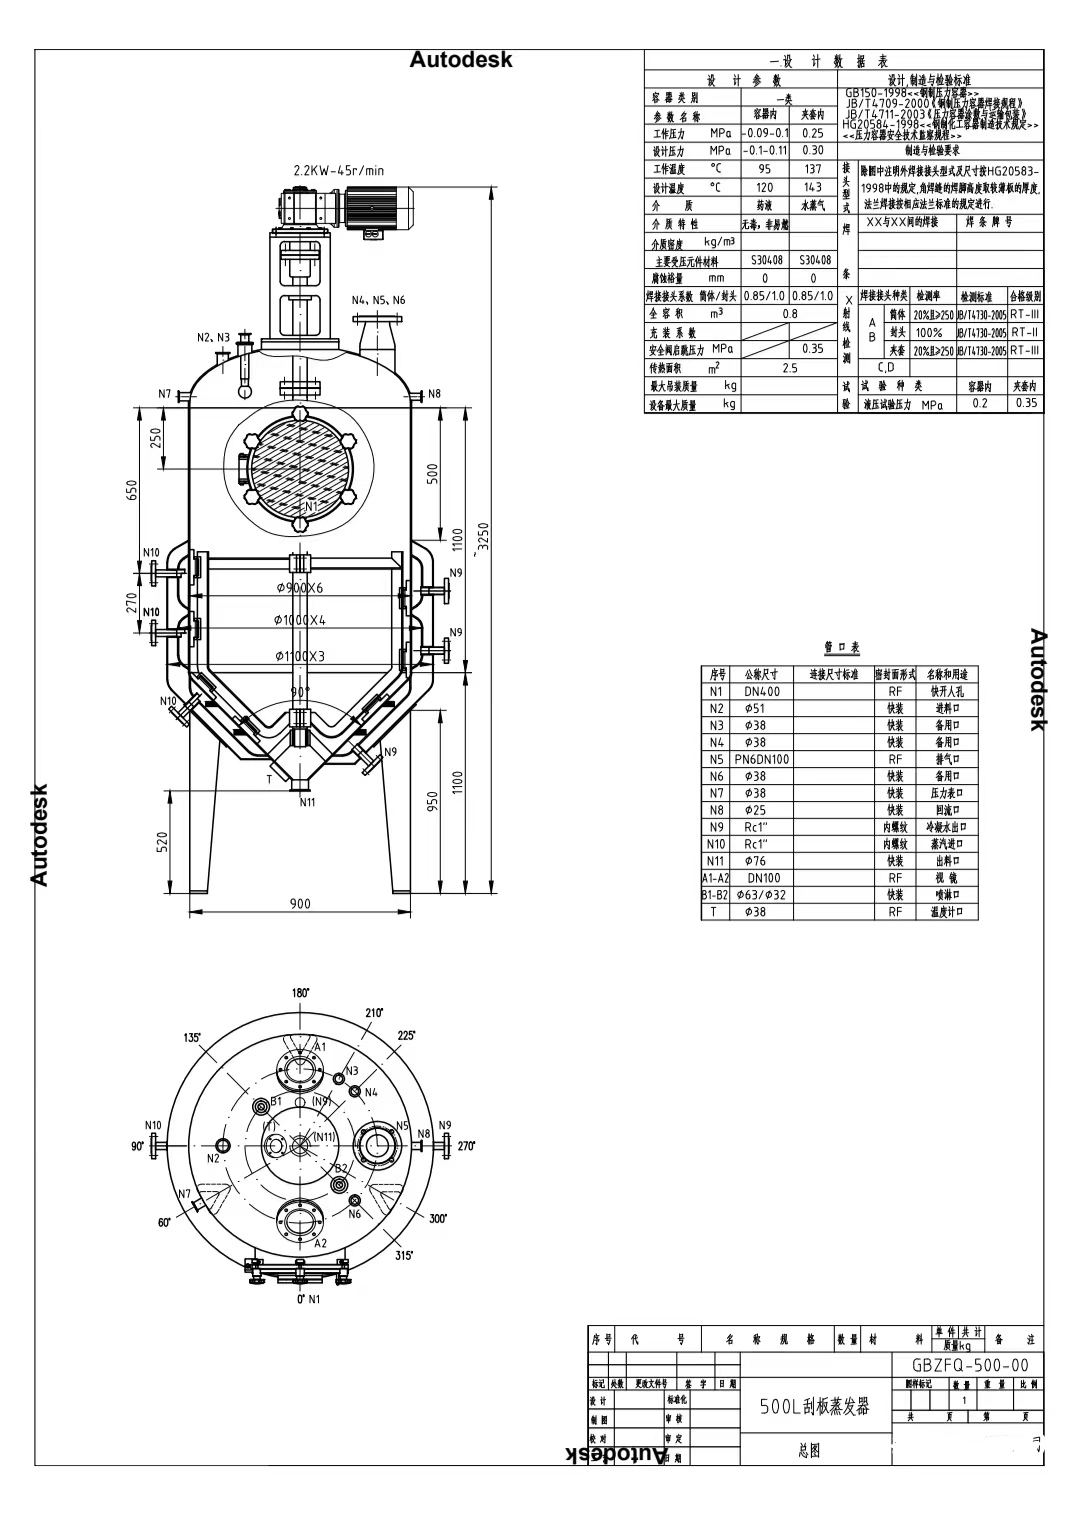 Autodesk
一.设 计 数 据 表
设 计 参 数 设计,制造与检验标准
容 器 类 别 一类
GB150-1998<<钢制压力容器>>
JB/T4709-2000《钢制压力容器焊接规程》
JB/T4711-2003《压力容器涂敷与运输包装》
HG20584-1998<<钢制化工容器制造技术规定>>
<<压力容器安全技术监察规程>>
参 数 名 称 容器内 夹套内
工作压力 MPa -0.09-0.1 0.25
设计压力 MPa -0.1-0.11 0.30 制造与检验要求
工作温度 °C 95 137
设计温度 °C 120 143
介 质 药液 水蒸气
接头型式
除图中注明外焊接接头型式及尺寸按HG20583-
1998中的规定,角焊缝的焊脚高度取较薄板的厚度,
法兰焊接按相应法兰标准的规定进行.
介 质 特 性 无毒，非易燃
焊条 XX与XX间的焊接 焊 条 牌 号
介质密度 kg/m³
主要受压元件材料 S30408 S30408
腐蚀裕量 mm 0 0
焊接接头系数 筒体/封头 0.85/1.0 0.85/1.0
X射线检测 焊接接头种类 检测率 检测标准 合格级别
全 容 积 m³ 0.8
A B 筒体 20%且≥250 JB/T4730-2005 RT-III
充 装 系 数
封头 100% JB/T4730-2005 RT-II
安全阀启跳压力 MPa 0.35
夹套 20%且≥250 JB/T4730-2005 RT-III
传热面积 m² 2.5 C,D
最大吊装质量 kg 试验 试 验 种 类 容器内 夹套内
设备最大质量 kg 液压试验压力 MPa 0.2 0.35
2.2KW-45r/min
N4、N5、N6
N2、N3
N7
N8
250
650
500
1100
~3250
N1
N10
N9
270
N10
N9
Φ900X6
Φ1000X4
Φ1100X3
90°
N10
N9
T
N11
520
950
1100
900
Autodesk
Autodesk
管 口 表
序号 公称尺寸 连接尺寸标准 密封面形式 名称和用途
N1 DN400 RF 快开人孔
N2 Φ51 快装 进料口
N3 Φ38 快装 备用口
N4 Φ38 快装 备用口
N5 PN6DN100 RF 排气口
N6 Φ38 快装 备用口
N7 Φ38 快装 压力表口
N8 Φ25 快装 回流口
N9 Rc1" 内螺纹 冷凝水出口
N10 Rc1" 内螺纹 蒸汽进口
N11 Φ76 快装 出料口
A1-A2 DN100 RF 视 镜
B1-B2 Φ63/Φ32 快装 喷淋口
T Φ38 RF 温度计口
180°
210°
135°
225°
A1
N3
N4
B1
(N9)
N10
(T)
(N11)
N5
N8
N9
90°
270°
N2
B2
N7
N6
60°
300°
A2
315°
0° N1
序 号 代 号 名 称 规 格 数 量 材 料 单 件 共 计 质量kg 备 注
GBZFQ-500-00
标记 处数 更改文件号 签 字 日 期 图样标记 数 量 重 量 比 例
设 计 标准化 500L刮板蒸发器 1
制 图 审 核 共 页 第 页
校 对 审 定 总图
日 期
Autodesk